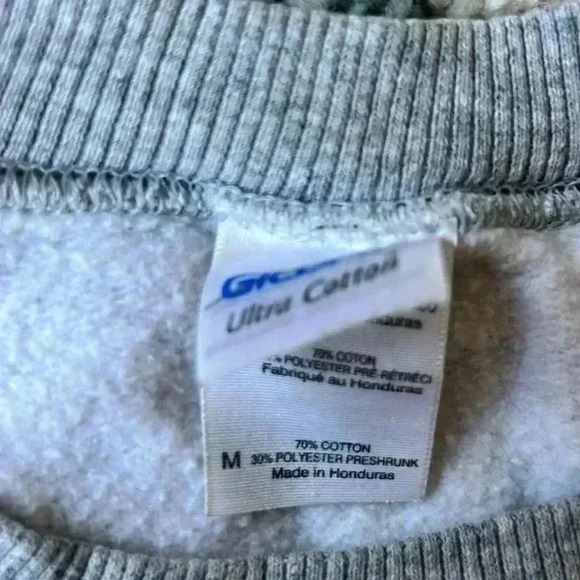 Ultra Cotton
70% COTON
POLYESTER PRÉ-RÉTRÉCI
Fabriqué au Honduras
70% COTTON
M 30% POLYESTER PRESHRUNK
Made in Honduras